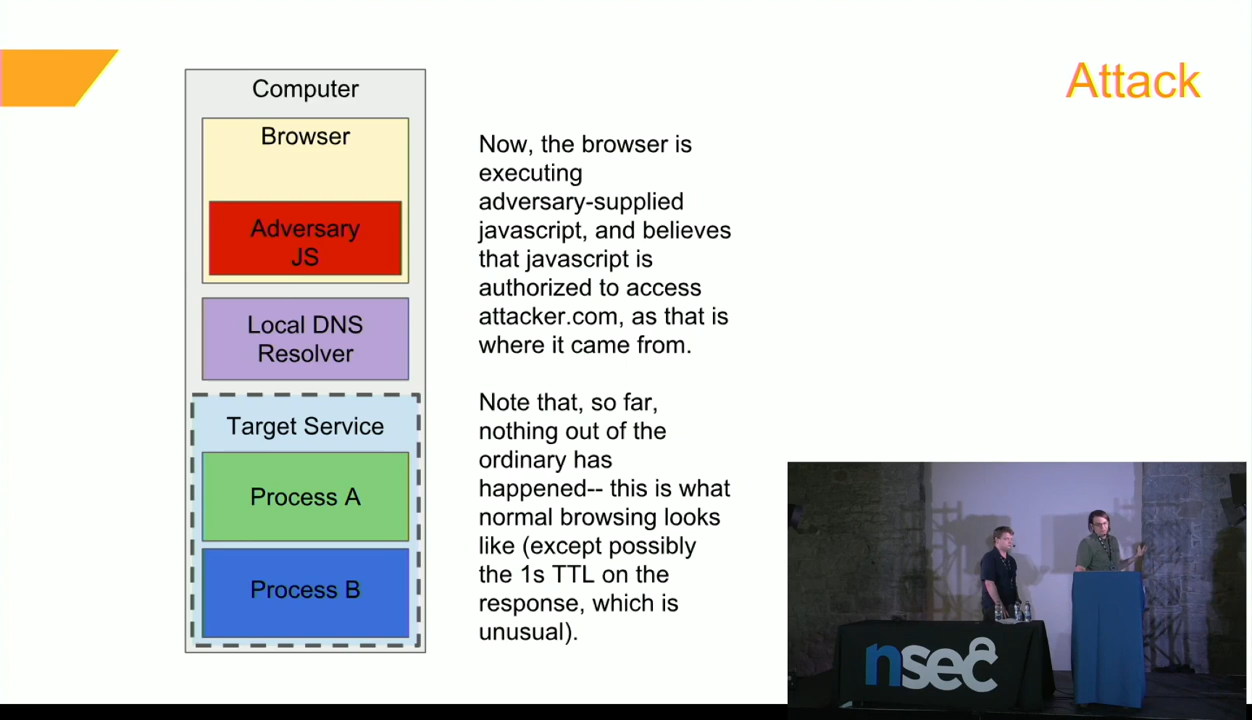 Attack
Computer
Browser
Adversary
JS
Local DNS
Resolver
Target Service
Process A
Process B
Now, the browser is
executing
adversary-supplied
javascript, and believes
that javascript is
authorized to access
attacker.com, as that is
where it came from.
Note that, so far,
nothing out of the
ordinary has
happened-- this is what
normal browsing looks
like (except possibly
the 1s TTL on the
response, which is
unusual).
nsec